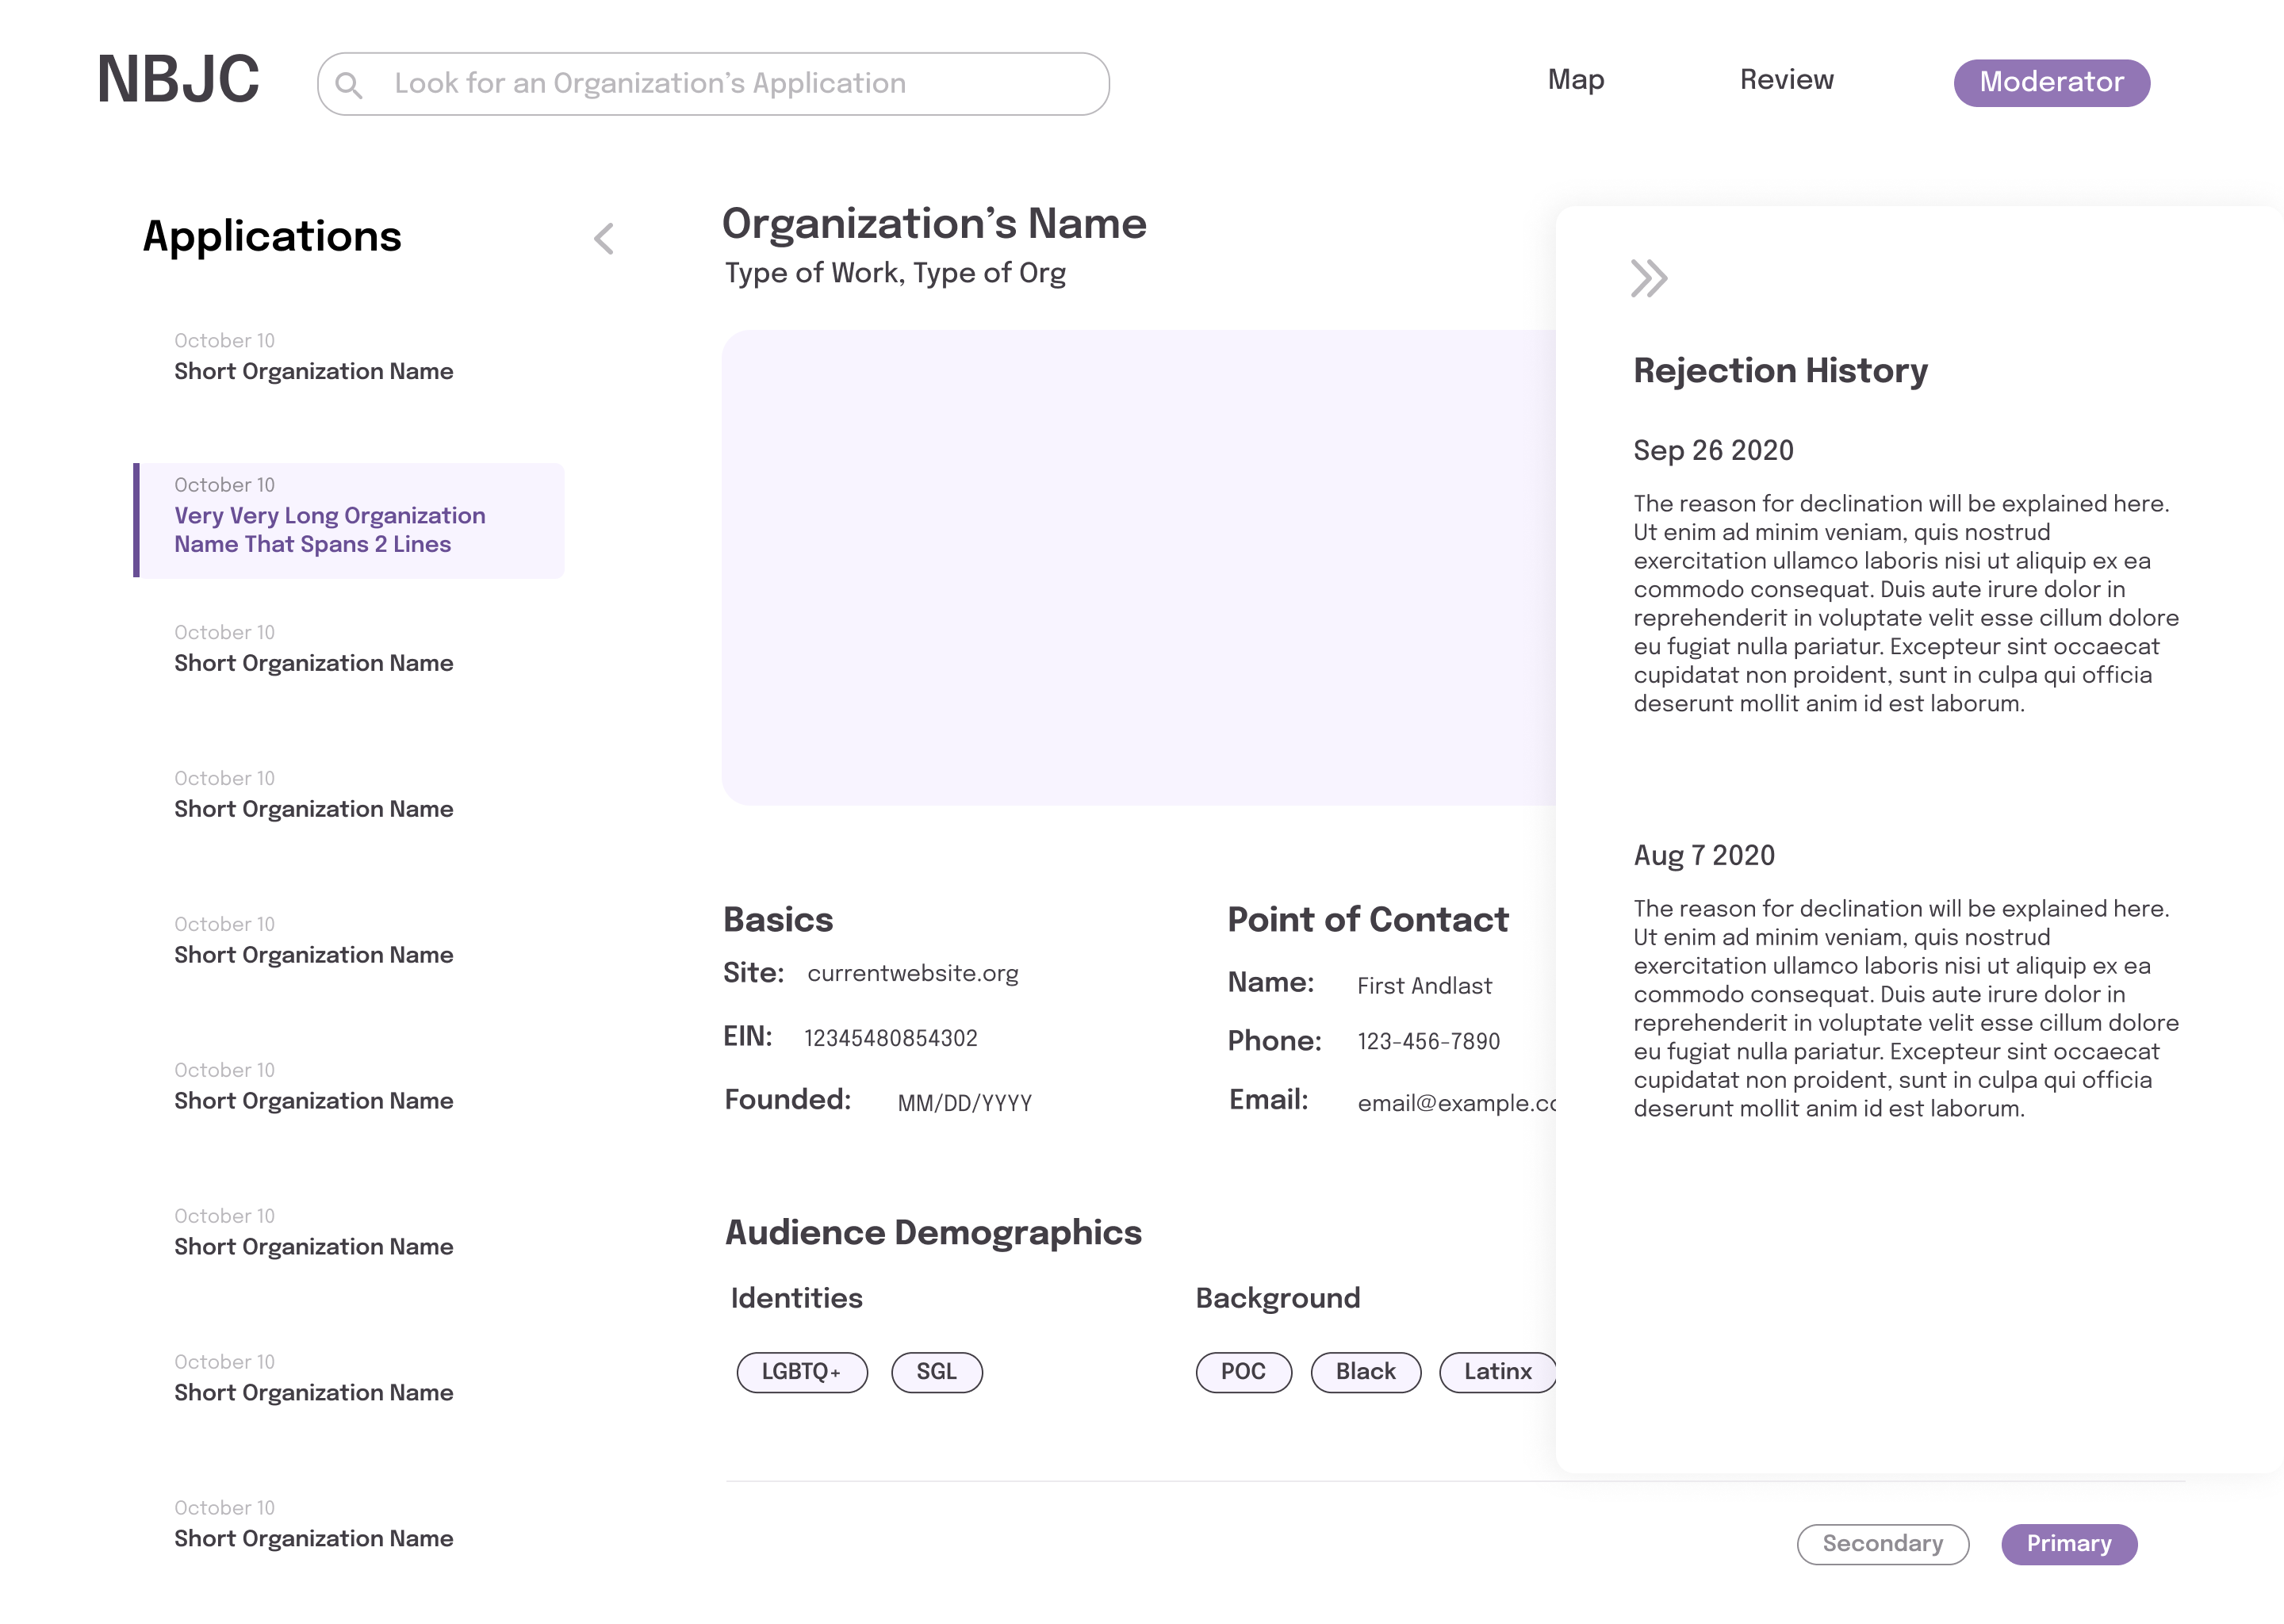 NBJC
Look for an Organization's Application
Map
Review
Moderator
Applications
October 10
Short Organization Name
October 10
Very Very Long Organization
Name That Spans 2 Lines
October 10
Short Organization Name
October 10
Short Organization Name
October 10
Short Organization Name
October 10
Short Organization Name
October 10
Short Organization Name
October 10
Short Organization Name
October 10
Short Organization Name
Organization’s Name
Type of Work, Type of Org
Basics
Site: currentwebsite.org
EIN: 12345480854302
Founded: MM/DD/YYYY
Point of Contact
Name: First Andlast
Phone: 123-456-7890
Email: email@example.co
Audience Demographics
Identities
LGBTQ+
SGL
Background
POC
Black
Latinx
Rejection History
Sep 26 2020
The reason for declination will be explained here.
Ut enim ad minim veniam, quis nostrud
exercitation ullamco laboris nisi ut aliquip ex ea
commodo consequat. Duis aute irure dolor in
reprehenderit in voluptate velit esse cillum dolore
eu fugiat nulla pariatur. Excepteur sint occaecat
cupidatat non proident, sunt in culpa qui officia
deserunt mollit anim id est laborum.
Aug 7 2020
The reason for declination will be explained here.
Ut enim ad minim veniam, quis nostrud
exercitation ullamco laboris nisi ut aliquip ex ea
commodo consequat. Duis aute irure dolor in
reprehenderit in voluptate velit esse cillum dolore
eu fugiat nulla pariatur. Excepteur sint occaecat
cupidatat non proident, sunt in culpa qui officia
deserunt mollit anim id est laborum.
Secondary
Primary